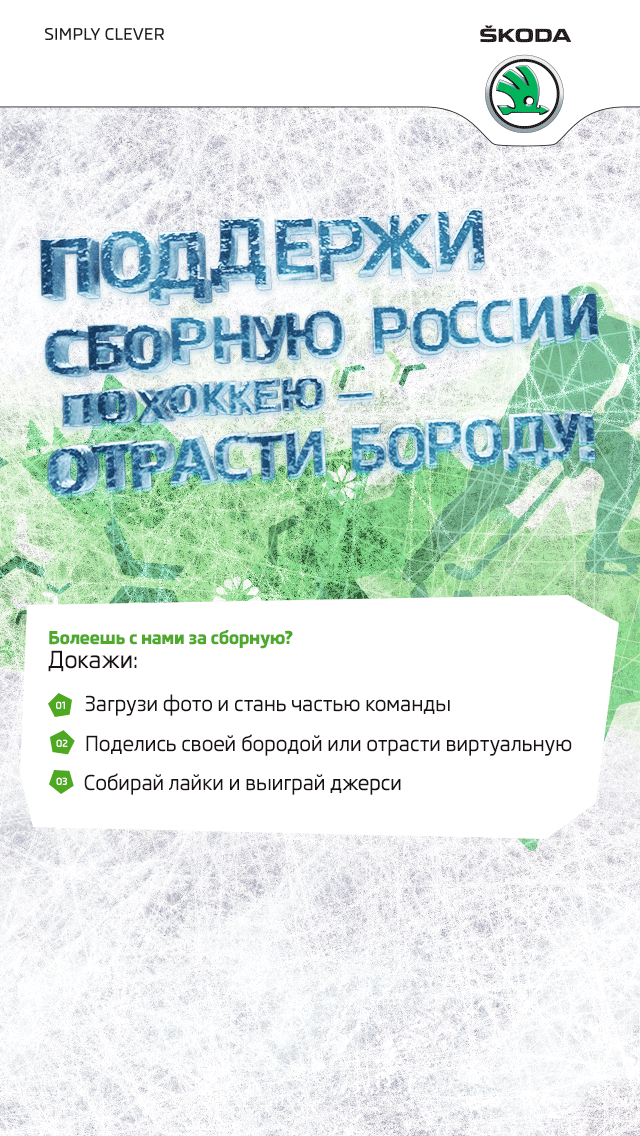 SIMPLY CLEVER
ŠKODA
ПОДДЕРЖИ
СБОРНУЮ РОССИИ
ПО ХОККЕЮ –
ОТРАСТИ БОРОДУ!
Болеешь с нами за сборную?
Докажи:
01 Загрузи фото и стань частью команды
02 Поделись своей бородой или отрасти виртуальную
03 Собирай лайки и выиграй джерси